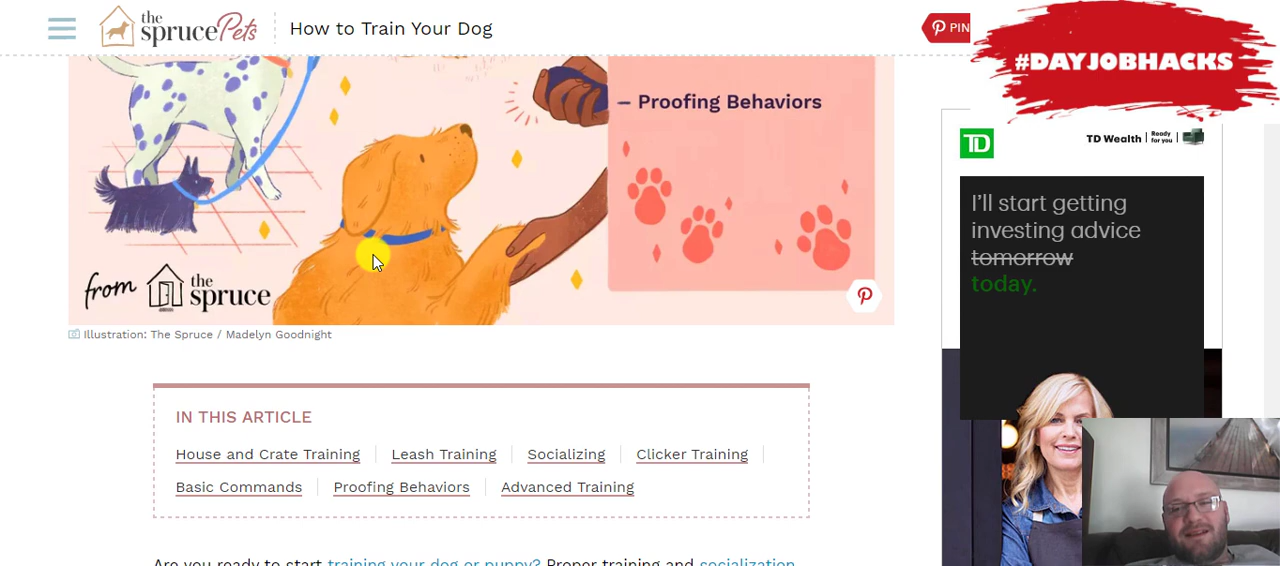 the
sprucePets
How to Train Your Dog
PIN
#DAYJOBHACKS
— Proofing Behaviors
TD
TD Wealth
Ready
for you
I'll start getting
investing advice
tomorrow
today.
from
the
spruce
Illustration: The Spruce / Madelyn Goodnight
IN THIS ARTICLE
House and Crate Training
Leash Training
Socializing
Clicker Training
Basic Commands
Proofing Behaviors
Advanced Training
Are you ready to start training your dog or puppy? Proper training and socialization